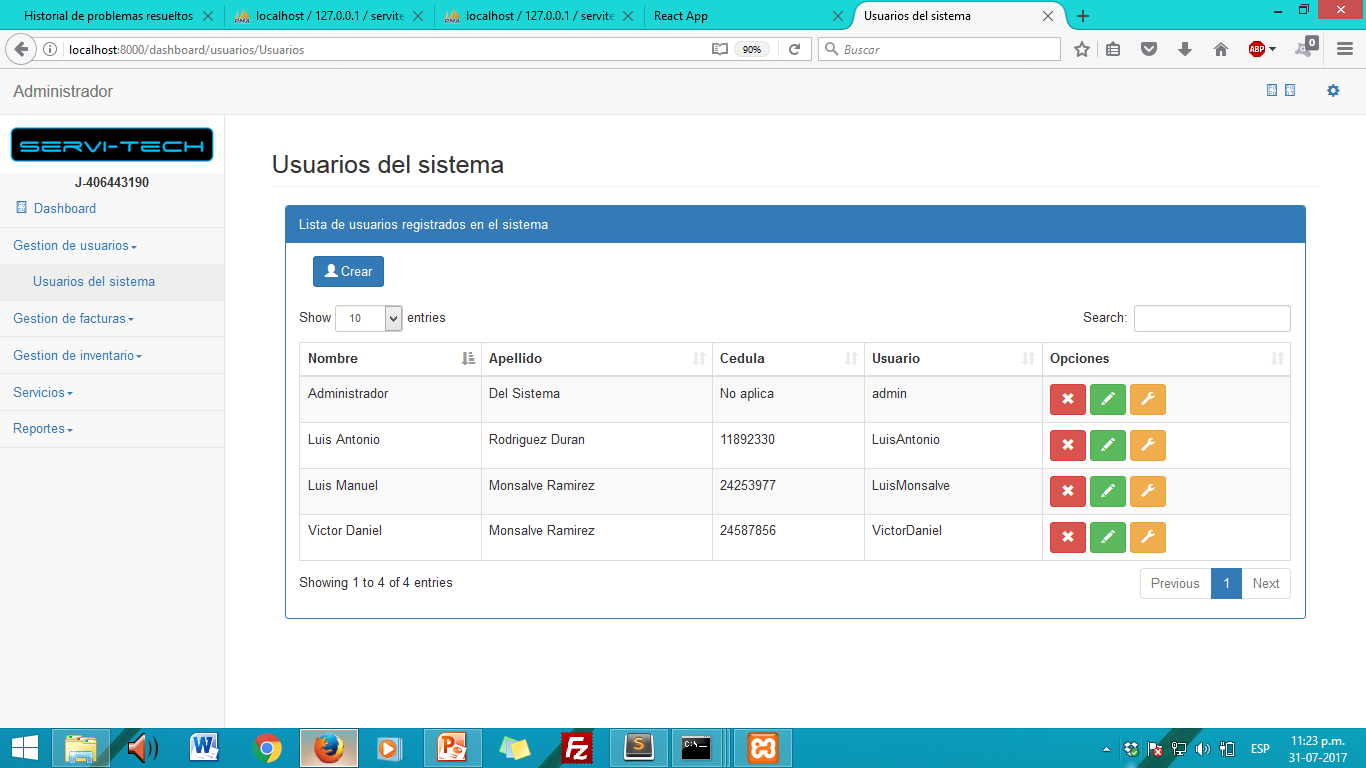 Historial de problemas resueltos
localhost / 127.0.0.1 / servite
localhost / 127.0.0.1 / servite
React App
Usuarios del sistema
localhost:8000/dashboard/usuarios/Usuarios
90%
Buscar
ABP
0
Administrador
SERVI-TECH
J-406443190
Dashboard
Gestion de usuarios
Usuarios del sistema
Gestion de facturas
Gestion de inventario
Servicios
Reportes
Usuarios del sistema
Lista de usuarios registrados en el sistema
Crear
Show 10 entries
Search:
Nombre Apellido Cedula Usuario Opciones
Administrador Del Sistema No aplica admin
Luis Antonio Rodriguez Duran 11892330 LuisAntonio
Luis Manuel Monsalve Ramirez 24253977 LuisMonsalve
Victor Daniel Monsalve Ramirez 24587856 VictorDaniel
Showing 1 to 4 of 4 entries
Previous 1 Next
ESP
11:23 p.m.
31-07-2017